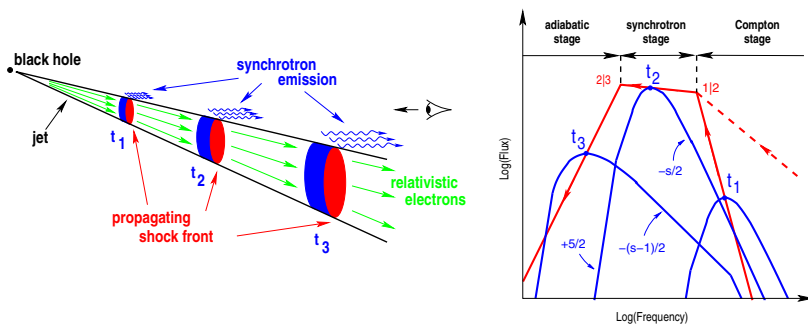 black hole
jet
synchrotron
emission
t1
t2
t3
propagating
shock front
relativistic
electrons
adiabatic
stage
synchrotron
stage
Compton
stage
2|3
t2
1|2
t3
−s/2
t1
+5/2
−(s−1)/2
Log(Flux)
Log(Frequency)